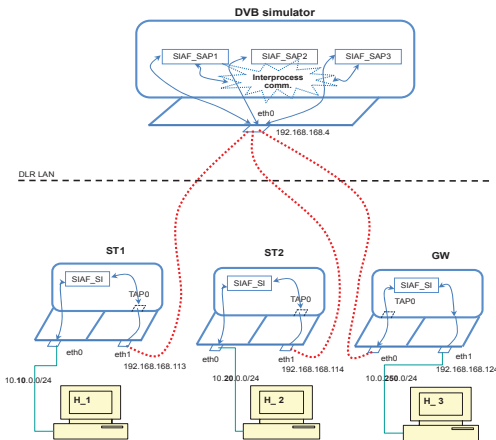 DVB simulator
SIAF_SAP1
SIAF_SAP2
SIAF_SAP3
Interprocess
comm.
eth0
192.168.168.4
DLR LAN
ST1
ST2
GW
SIAF_SI
TAP0
SIAF_SI
TAP0
SIAF_SI
TAP0
eth0
eth1
eth0
eth1
eth0
eth1
192.168.168.113
192.168.168.114
192.168.168.124
10.10.0.0/24
10.20.0.0/24
10.0.250.0/24
H_1
H_ 2
H_ 3